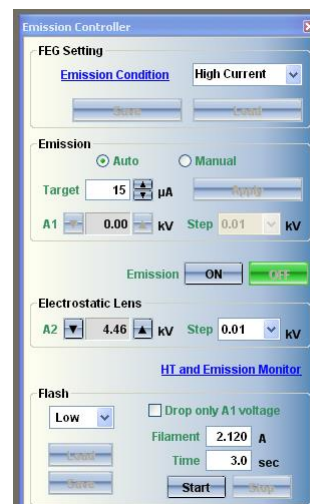 Emission Controller
FEG Setting
Emission Condition High Current
Save Load
Emission
Auto Manual
Target 15 µA Apply
A1 0.00 kV Step 0.01 kV
Emission ON OFF
Electrostatic Lens
A2 4.46 kV Step 0.01 kV
HT and Emission Monitor
Flash
Low Drop only A1 voltage
Filament 2.120 A
Load
Time 3.0 sec
Save
Start Stop